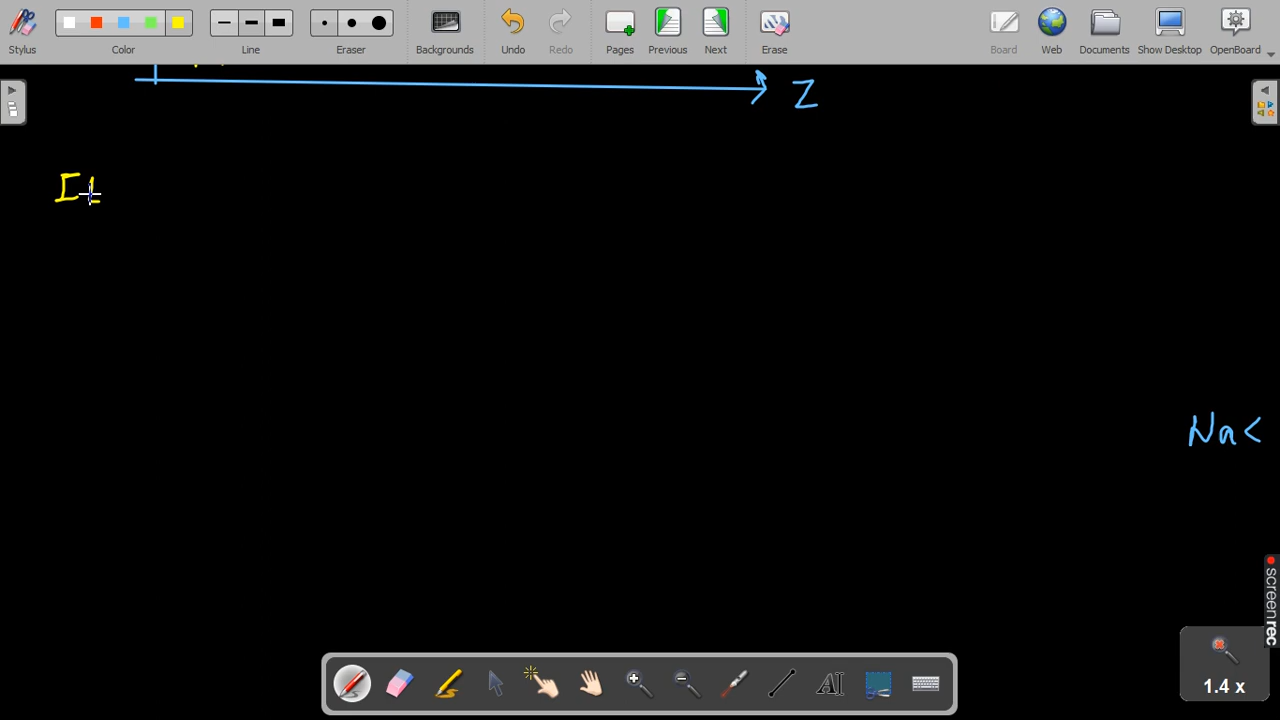 Stylus Color Line Eraser Backgrounds Undo Redo Pages Previous Next Erase Board Web Documents Show Desktop OpenBoard
Z
Na<
screenrec
1.4 x